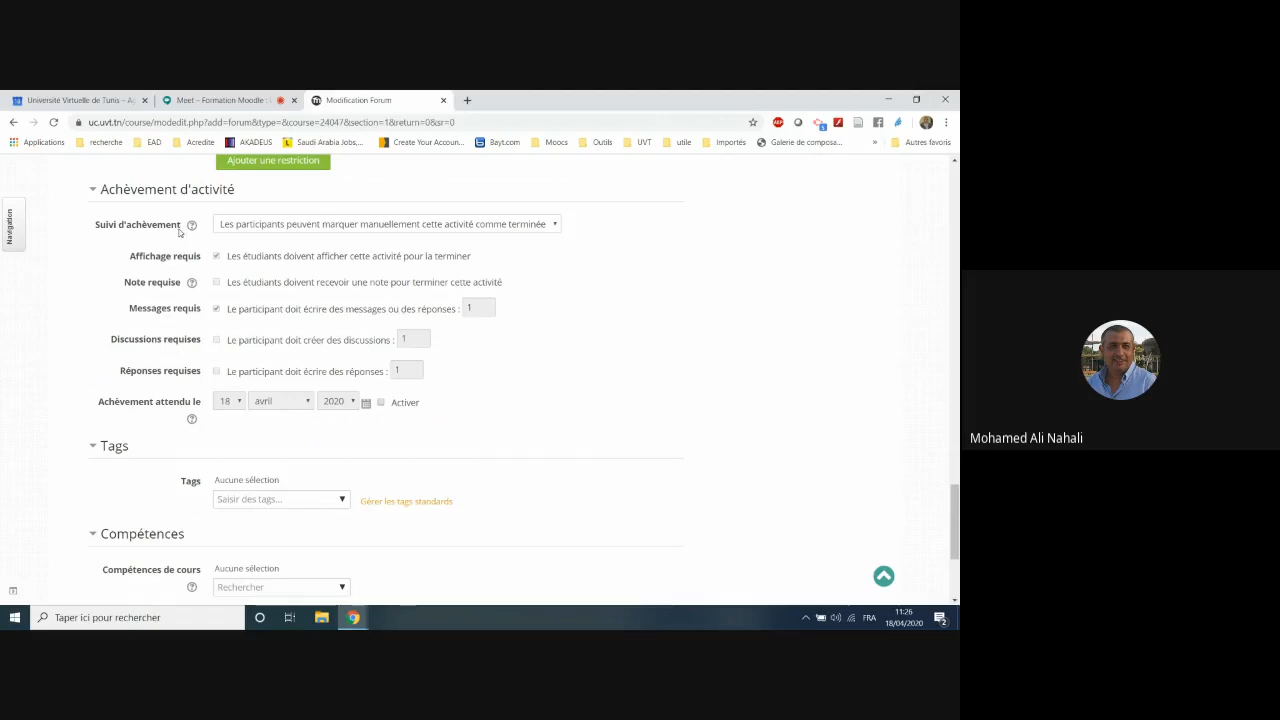 Université Virtuelle de Tunis – Ag
Meet – Formation Moodle :
Modification Forum
uc.uvt.tn/course/modedit.php?add=forum&type=&course=24047&section=1&return=0&sr=0
Applications
recherche
EAD
Acredite
AKADEUS
Saudi Arabia Jobs,...
Create Your Accoun...
Bayt.com
Moocs
Outils
UVT
utile
Importés
Galerie de composa...
»
Autres favoris
Ajouter une restriction
Navigation
Achèvement d'activité
Suivi d'achèvement
Les participants peuvent marquer manuellement cette activité comme terminée
Affichage requis
Les étudiants doivent afficher cette activité pour la terminer
Note requise
Les étudiants doivent recevoir une note pour terminer cette activité
Messages requis
Le participant doit écrire des messages ou des réponses :
1
Discussions requises
Le participant doit créer des discussions :
1
Réponses requises
Le participant doit écrire des réponses :
1
Achèvement attendu le
18
avril
2020
Activer
Tags
Tags
Aucune sélection
Saisir des tags...
Gérer les tags standards
Compétences
Compétences de cours
Aucune sélection
Rechercher
Taper ici pour rechercher
FRA
11:26
18/04/2020
2
Mohamed Ali Nahali